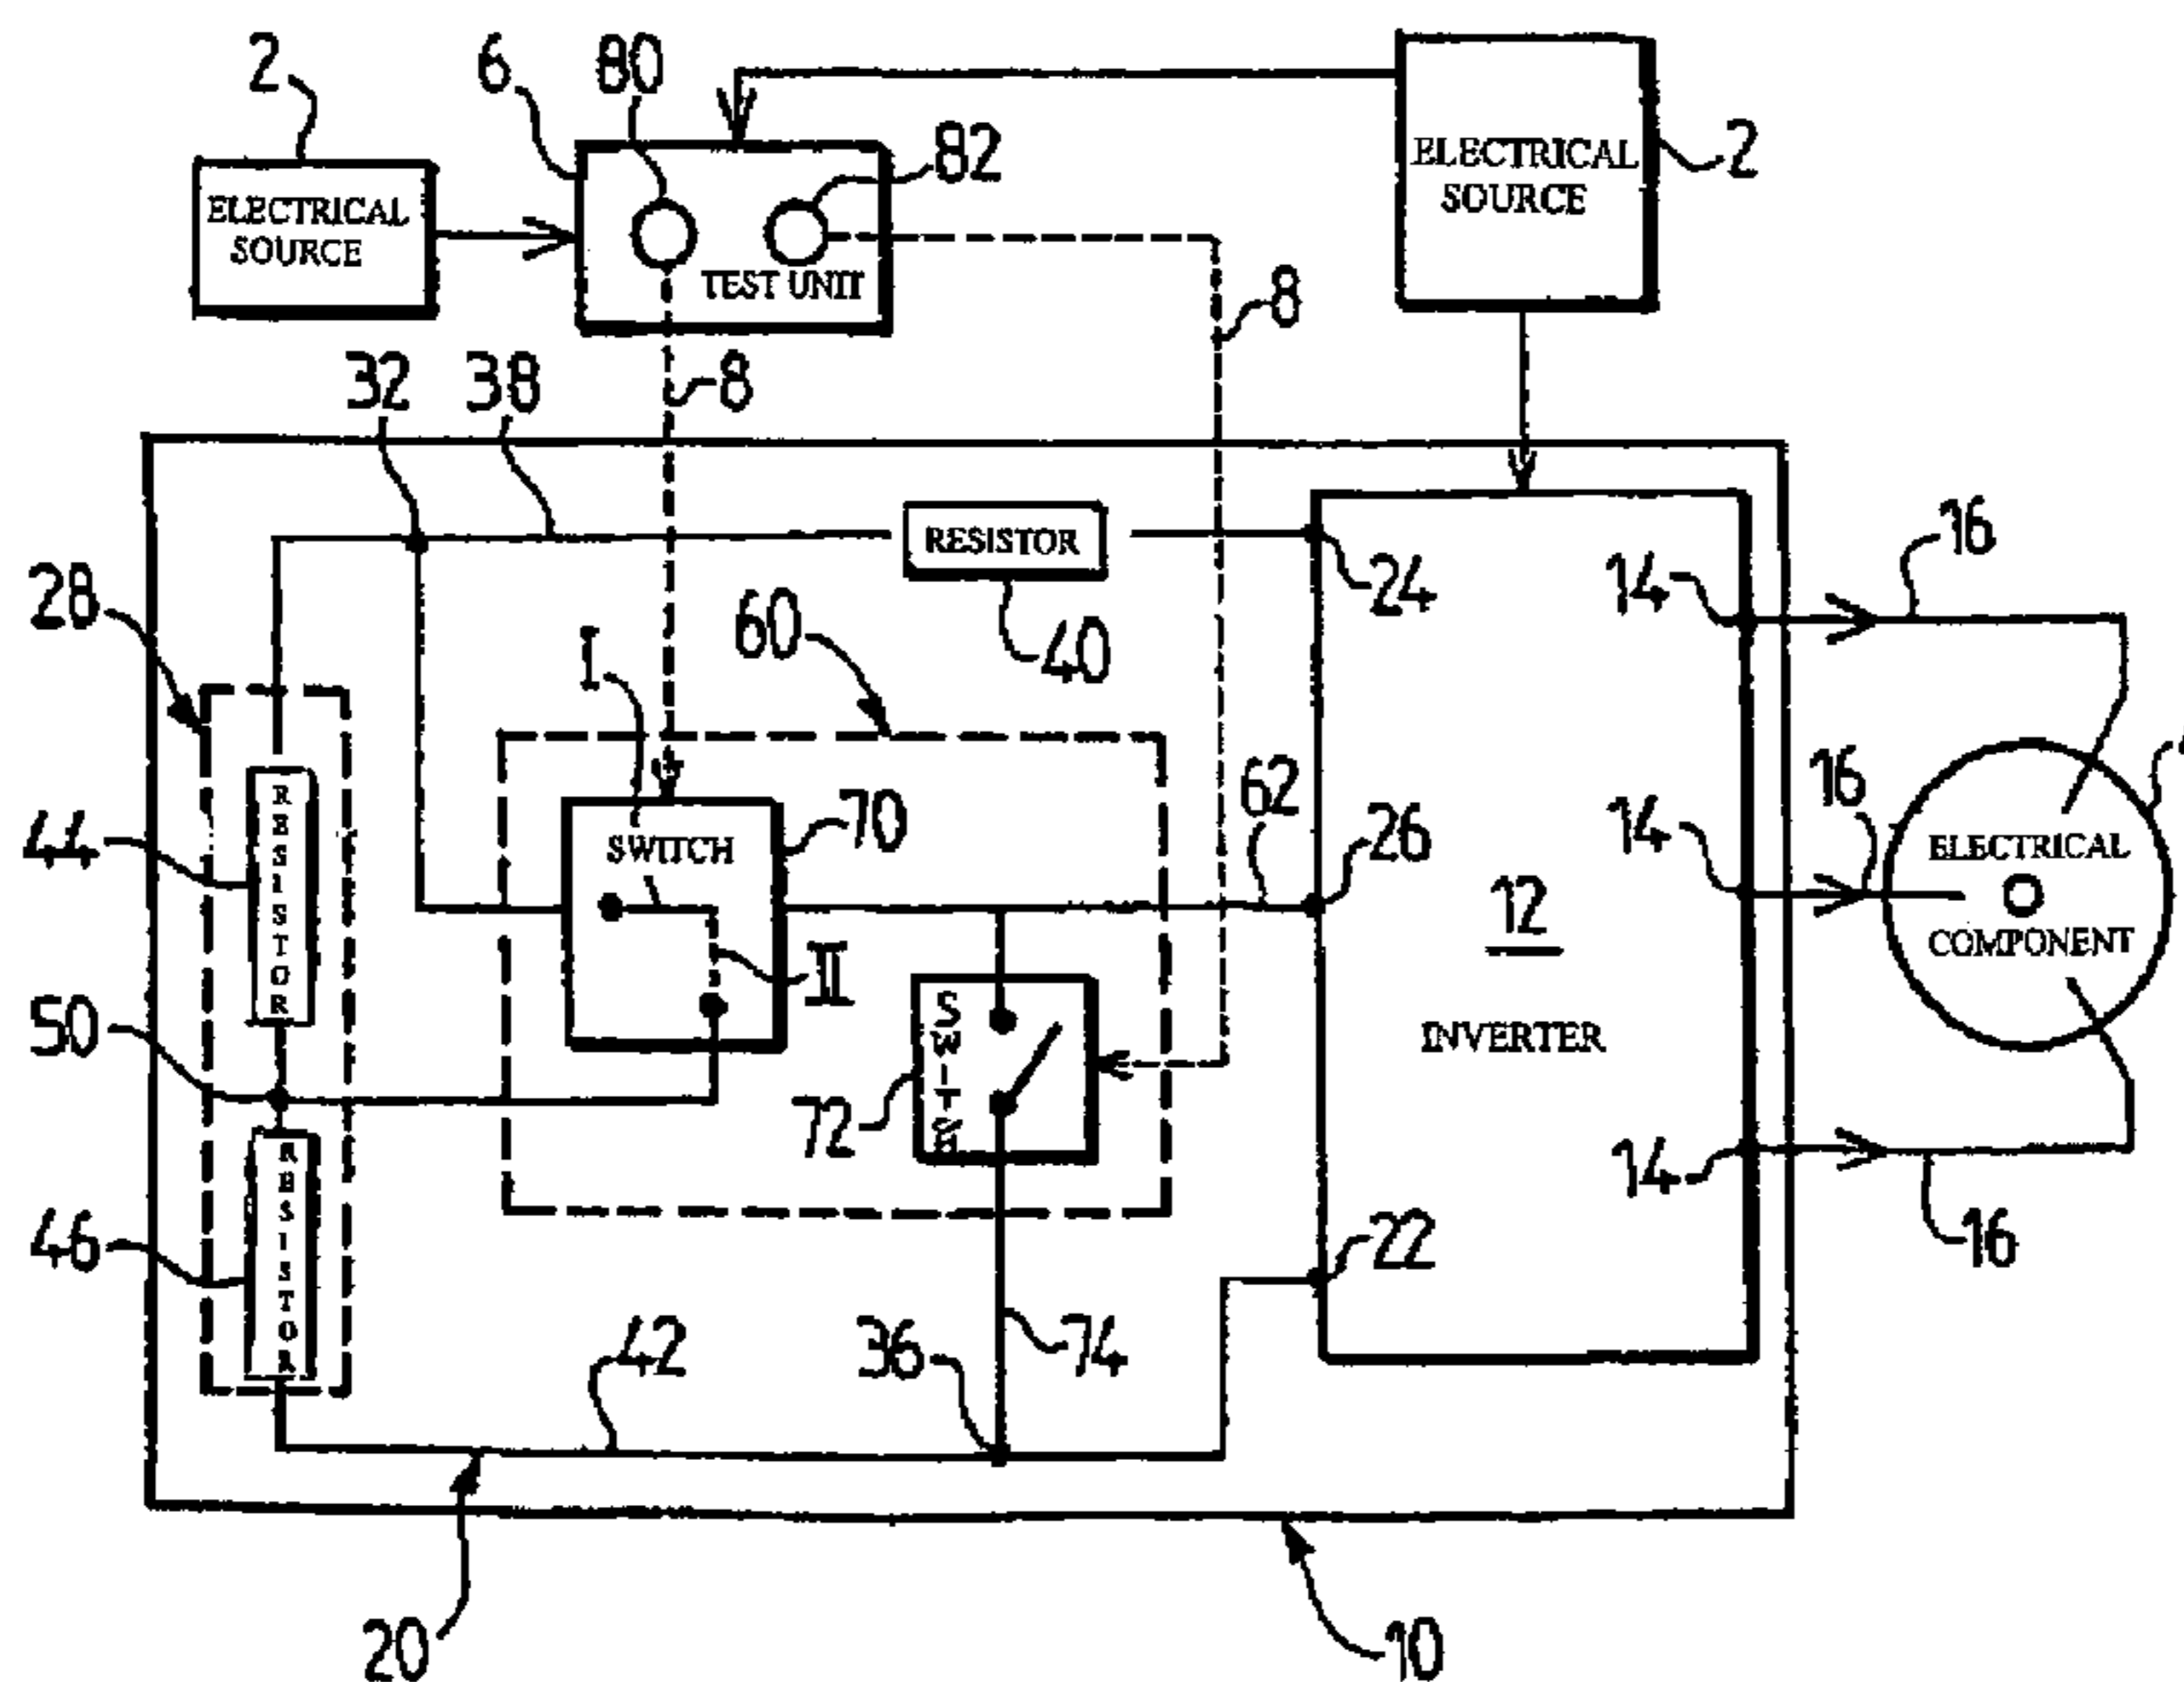 2
6
80
82
ELECTRICAL
SOURCE
TEST UNIT
ELECTRICAL
SOURCE
2
8
8
32
38
RESISTOR
40
24
14
16
28
I
60
44
RESISTOR
SWITCH
70
62
26
12
INVERTER
14
16
ELECTRICAL
COMPONENT
II
50
72
SWITCH
46
RESISTOR
22
14
16
42
36
74
20
10